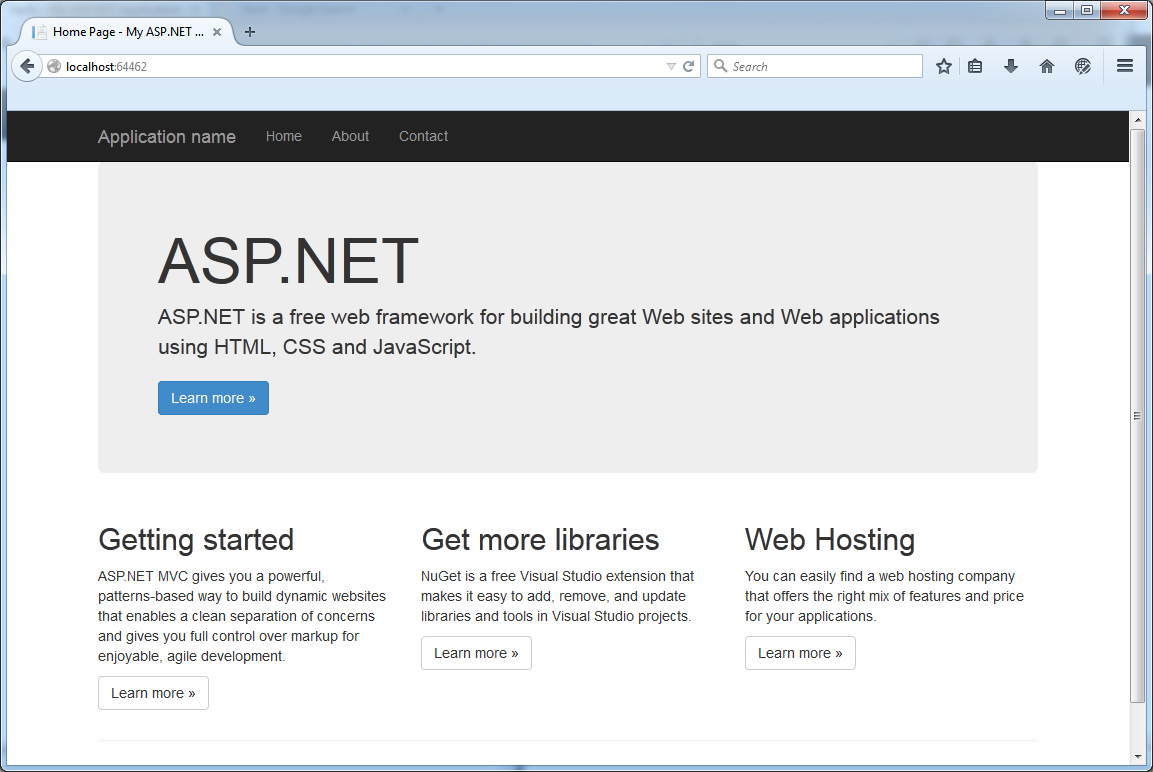 Home Page - My ASP.NET ...
localhost:64462
Search
Application name Home About Contact
ASP.NET
ASP.NET is a free web framework for building great Web sites and Web applications
using HTML, CSS and JavaScript.
Learn more »
Getting started
ASP.NET MVC gives you a powerful,
patterns-based way to build dynamic websites
that enables a clean separation of concerns
and gives you full control over markup for
enjoyable, agile development.
Learn more »
Get more libraries
NuGet is a free Visual Studio extension that
makes it easy to add, remove, and update
libraries and tools in Visual Studio projects.
Learn more »
Web Hosting
You can easily find a web hosting company
that offers the right mix of features and price
for your applications.
Learn more »